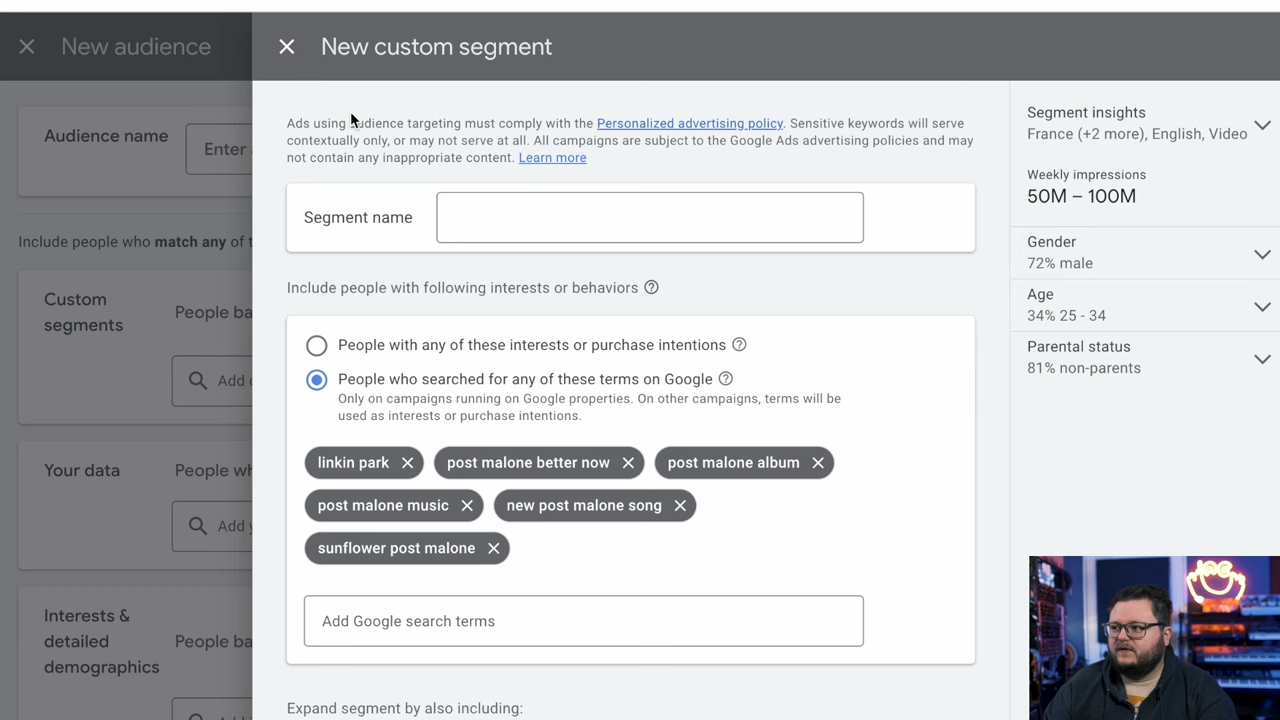 New audience
New custom segment
Audience name
Enter
Include people who match any of t
Custom
segments
People ba
Add c
Your data
People wh
Add y
Interests &
detailed
demographics
People ba
Ads using audience targeting must comply with the Personalized advertising policy. Sensitive keywords will serve
contextually only, or may not serve at all. All campaigns are subject to the Google Ads advertising policies and may
not contain any inappropriate content. Learn more
Segment name
Include people with following interests or behaviors
People with any of these interests or purchase intentions
People who searched for any of these terms on Google
Only on campaigns running on Google properties. On other campaigns, terms will be
used as interests or purchase intentions.
linkin park
post malone better now
post malone album
post malone music
new post malone song
sunflower post malone
Add Google search terms
Expand segment by also including:
Segment insights
France (+2 more), English, Video
Weekly impressions
50M – 100M
Gender
72% male
Age
34% 25 - 34
Parental status
81% non-parents